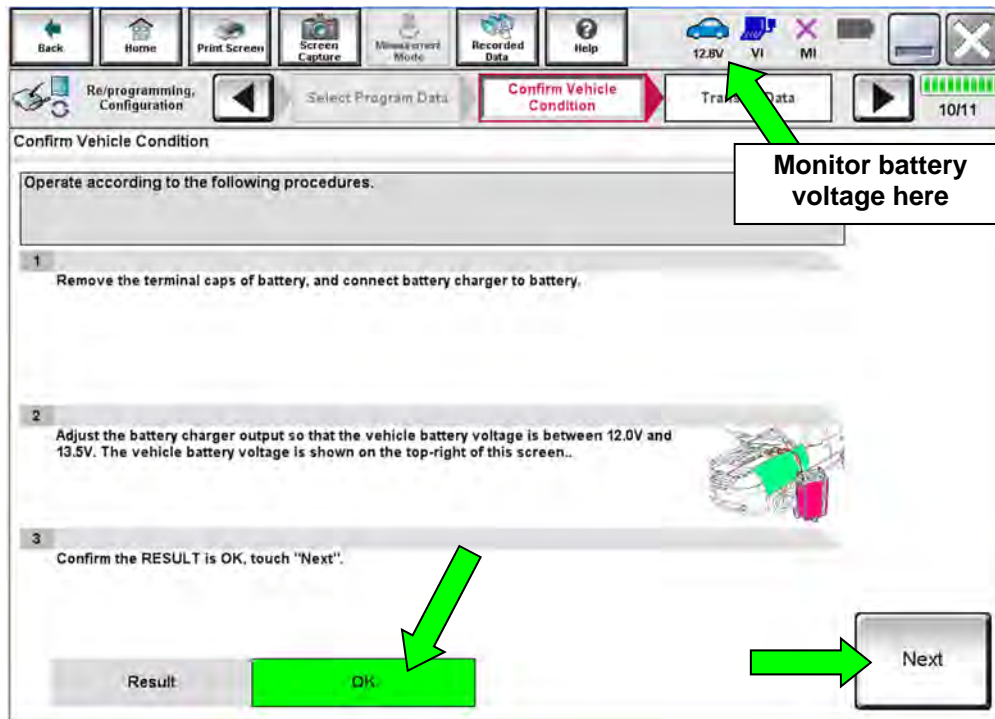 Back
Home
Print Screen
Screen
Capture
Measurement
Mode
Recorded
Data
Help
12.8V
VI
MI
Re/programming,
Configuration
Select Program Data
Confirm Vehicle
Condition
Data
10/11
Confirm Vehicle Condition
Monitor battery
voltage here
Operate according to the following procedures.
1
Remove the terminal caps of battery, and connect battery charger to battery.
2
Adjust the battery charger output so that the vehicle battery voltage is between 12.0V and
13.5V. The vehicle battery voltage is shown on the top-right of this screen..
3
Confirm the RESULT is OK, touch "Next".
Result
OK
Next